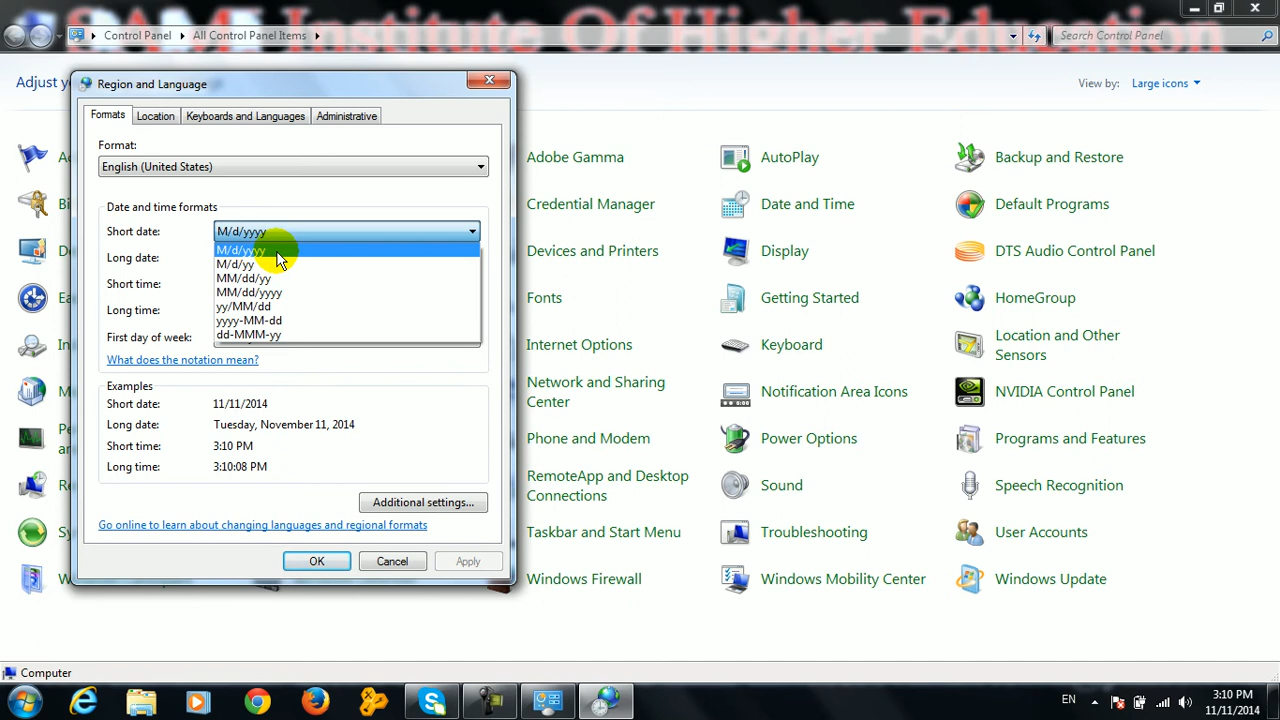 SAMI Institute Of Higher Education
Control Panel
All Control Panel Items
Search Control Panel
View by:
Large icons
Region and Language
Formats
Location
Keyboards and Languages
Administrative
Format:
English (United States)
Date and time formats
Short date:
M/d/yyyy
M/d/yyyy
Long date:
M/d/yy
MM/dd/yy
Short time:
MM/dd/yyyy
yy/MM/dd
Long time:
yyyy-MM-dd
dd-MMM-yy
First day of week:
What does the notation mean?
Examples
Short date:
11/11/2014
Long date:
Tuesday, November 11, 2014
Short time:
3:10 PM
Long time:
3:10:08 PM
Additional settings...
Go online to learn about changing languages and regional formats
OK
Cancel
Apply
Adobe Gamma
AutoPlay
Backup and Restore
Credential Manager
Date and Time
Default Programs
Devices and Printers
Display
DTS Audio Control Panel
Fonts
Getting Started
HomeGroup
Internet Options
Keyboard
Location and Other
Sensors
Network and Sharing
Center
Notification Area Icons
NVIDIA Control Panel
Phone and Modem
Power Options
Programs and Features
RemoteApp and Desktop
Connections
Sound
Speech Recognition
Taskbar and Start Menu
Troubleshooting
User Accounts
Windows Firewall
Windows Mobility Center
Windows Update
Computer
EN
3:10 PM
11/11/2014